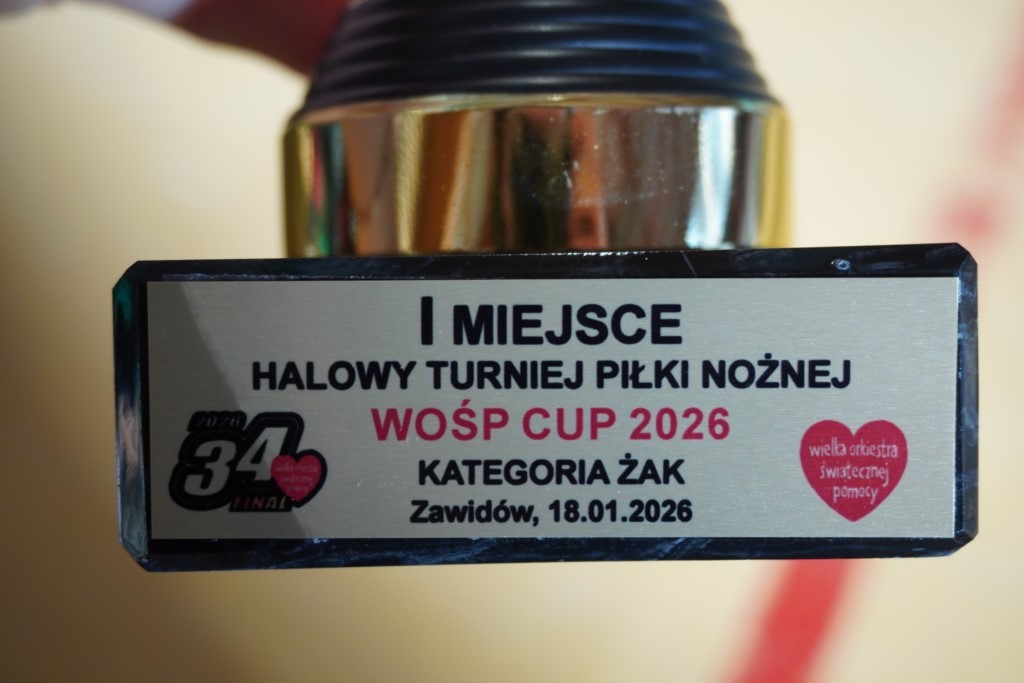 I MIEJSCE
HALOWY TURNIEJ PIŁKI NOŻNEJ
WOŚP CUP 2026
KATEGORIA ŻAK
Zawidów, 18.01.2026
2026
34
FINAŁ
wielka orkiestra
świątecznej
pomocy